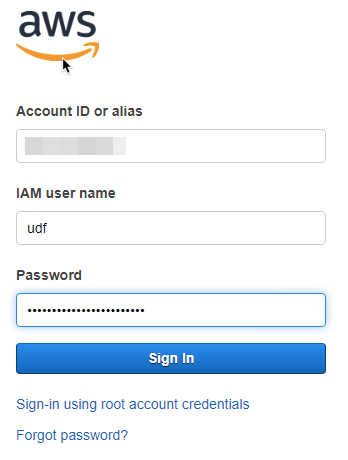 aws
Account ID or alias
IAM user name
udf
Password
••••••••••••••••••••••••
Sign In
Sign-in using root account credentials
Forgot password?